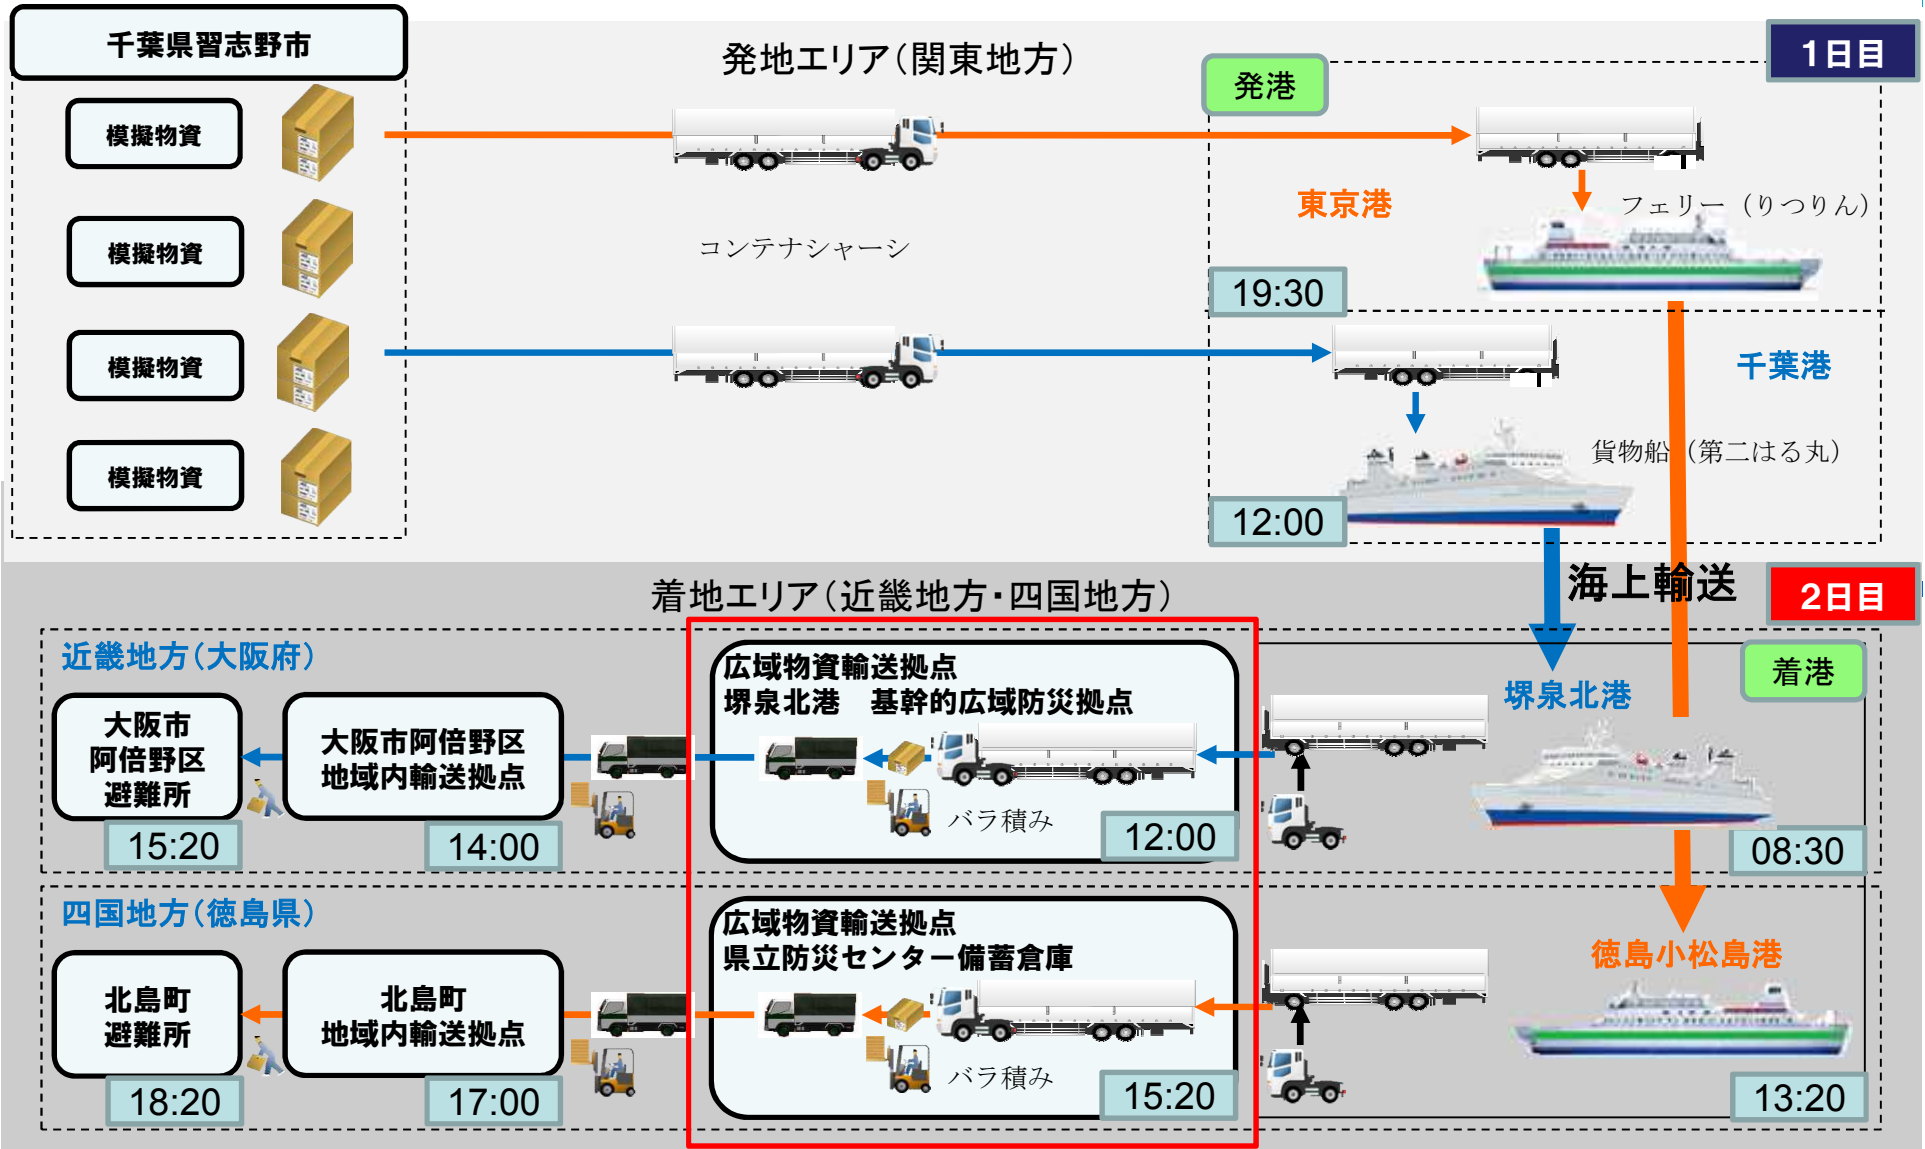 千葉県習志野市
発地エリア（関東地方）
1日目
発港
模擬物資
模擬物資
模擬物資
模擬物資
コンテナシャーシ
東京港
フェリー（りつりん）
19:30
千葉港
貨物船（第二はる丸）
12:00
海上輸送
着地エリア（近畿地方・四国地方）
2日目
近畿地方（大阪府）
着港
堺泉北港
広域物資輸送拠点
堺泉北港　基幹的広域防災拠点
バラ積み
12:00
大阪市阿倍野区
地域内輸送拠点
14:00
大阪市
阿倍野区
避難所
15:20
08:30
四国地方（徳島県）
徳島小松島港
広域物資輸送拠点
県立防災センター備蓄倉庫
バラ積み
15:20
北島町
地域内輸送拠点
17:00
北島町
避難所
18:20
13:20